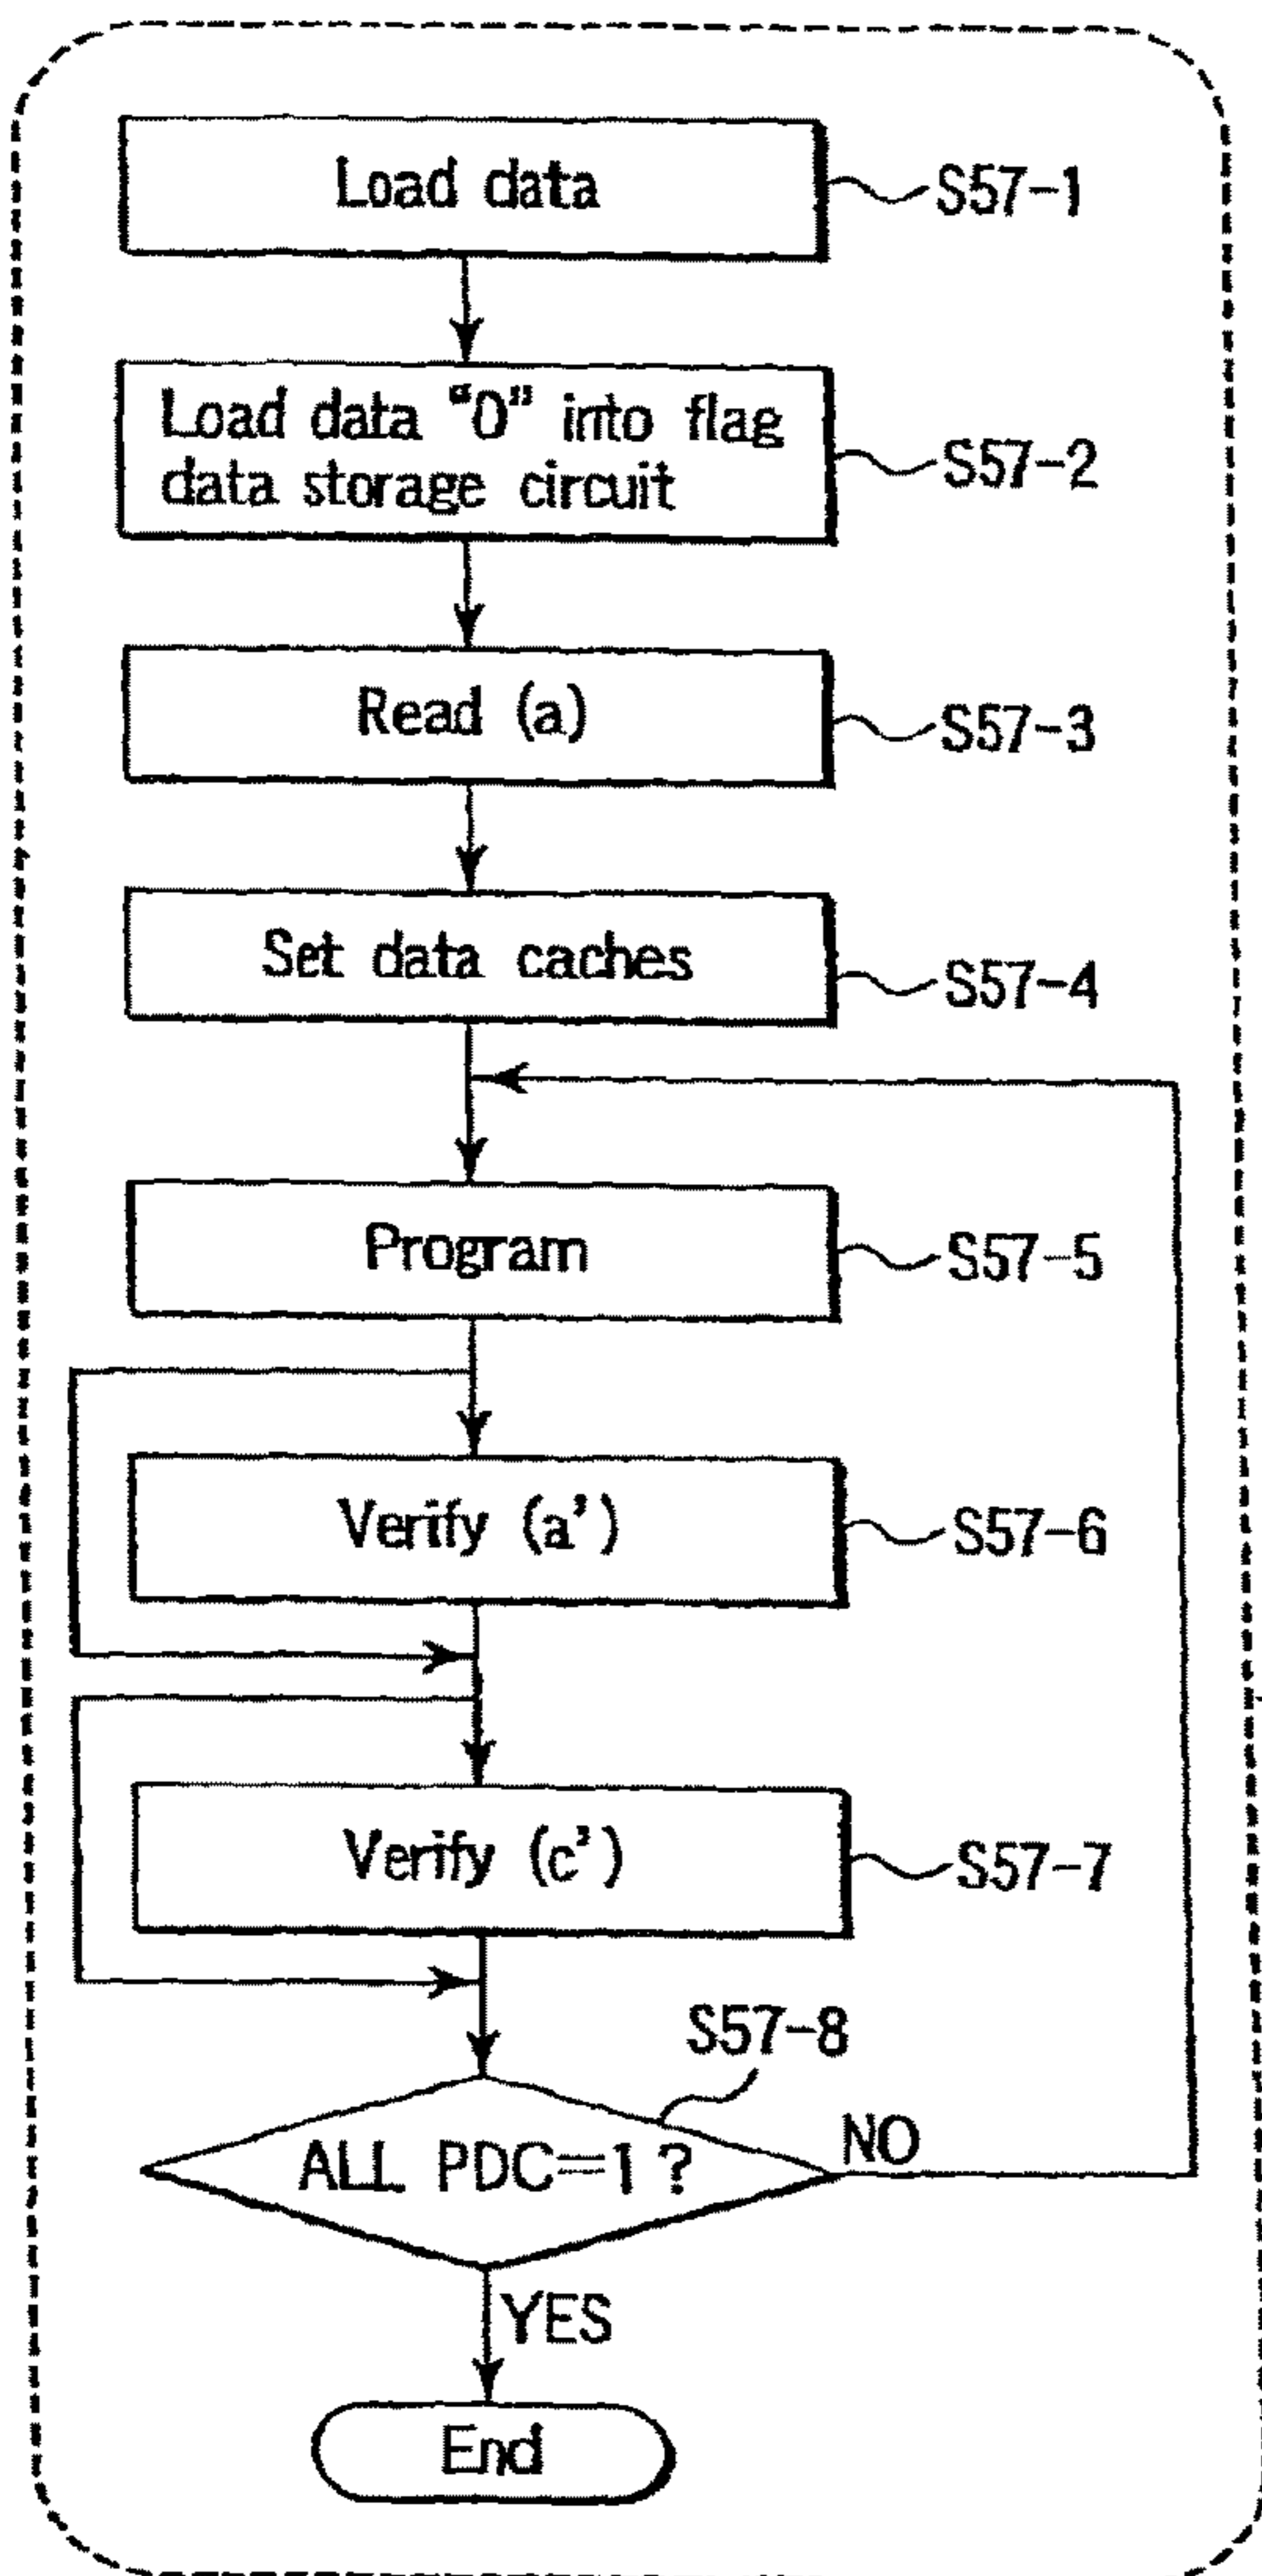 Load data
S57-1
Load data "0" into flag
data storage circuit
S57-2
Read (a)
S57-3
Set data caches
S57-4
Program
S57-5
Verify (a')
S57-6
Verify (c')
S57-7
S57-8
ALL PDC=1 ?
NO
YES
End